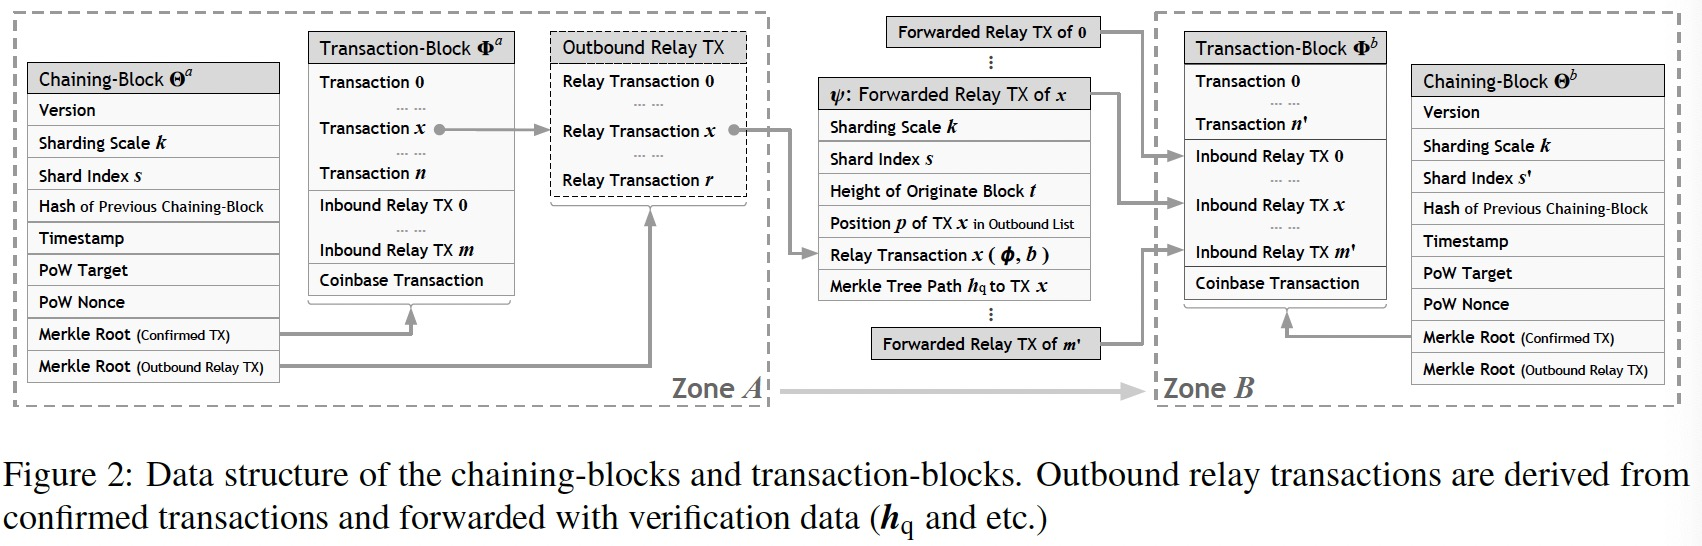 Chaining-Block Θᵃ
Version
Sharding Scale k
Shard Index s
Hash of Previous Chaining-Block
Timestamp
PoW Target
PoW Nonce
Merkle Root (Confirmed TX)
Merkle Root (Outbound Relay TX)
Transaction-Block Φᵃ
Transaction 0
... ...
Transaction x
... ...
Transaction n
Inbound Relay TX 0
... ...
Inbound Relay TX m
Coinbase Transaction
Outbound Relay TX
Relay Transaction 0
... ...
Relay Transaction x
... ...
Relay Transaction r
Zone A
Forwarded Relay TX of 0
⋮
ψ: Forwarded Relay TX of x
Sharding Scale k
Shard Index s
Height of Originate Block t
Position p of TX x in Outbound List
Relay Transaction x ( ϕ, b )
Merkle Tree Path hq to TX x
⋮
Forwarded Relay TX of m'
Transaction-Block Φᵇ
Transaction 0
... ...
Transaction n'
Inbound Relay TX 0
... ...
Inbound Relay TX x
... ...
Inbound Relay TX m'
Coinbase Transaction
Chaining-Block Θᵇ
Version
Sharding Scale k
Shard Index s'
Hash of Previous Chaining-Block
Timestamp
PoW Target
PoW Nonce
Merkle Root (Confirmed TX)
Merkle Root (Outbound Relay TX)
Zone B
Figure 2: Data structure of the chaining-blocks and transaction-blocks. Outbound relay transactions are derived from
confirmed transactions and forwarded with verification data (hq and etc.)